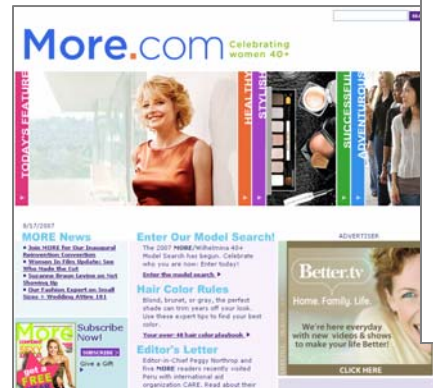 More.com
Celebrating
women 40+
TODAY'S FEATURE
HEALTHY
STYLISH
SUCCESSFUL
ADVENTUROUS
8/17/2007
MORE News
Join MORE for Our Inaugural
Reinvention Convention
Women In Film Update: See
Who Made the Cut
Suzanne Braun Levine on Not
Showing Up
Our Fashion Expert on Small
Sizes + Wedding Attire 101
More
get a
FREE
Subscribe
Now!
SUBSCRIBE
Give a Gift
Enter Our Model Search!
The 2007 MORE/Wilhelmina 40+
Model Search has begun. Celebrate
who you are now: Enter today!
Enter the model search
Hair Color Rules
Blond, brunet, or gray, the perfect
shade can trim years off your look.
Use these expert tips to find your best
color.
Your over-40 hair color playbook
Editor's Letter
Editor-in-Chief Peggy Northrop and
five MORE readers recently visited
Peru with international aid
organization CARE. Read about their
ADVERTISER
Better.tv
Home. Family. Life.
We're here everyday
with new videos & shows
to make your life Better!
CLICK HERE